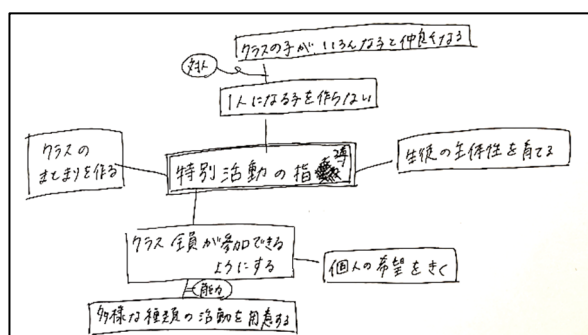 クラスの子が、いろんな子と仲良くなる
対人
1人になる子を作らない
クラスの
まとまりを作る
特別活動の指導
生徒の主体性を育てる
クラス全員が参加できる
ようにする
個人の希望をきく
能力
多様な種類の活動を用意する